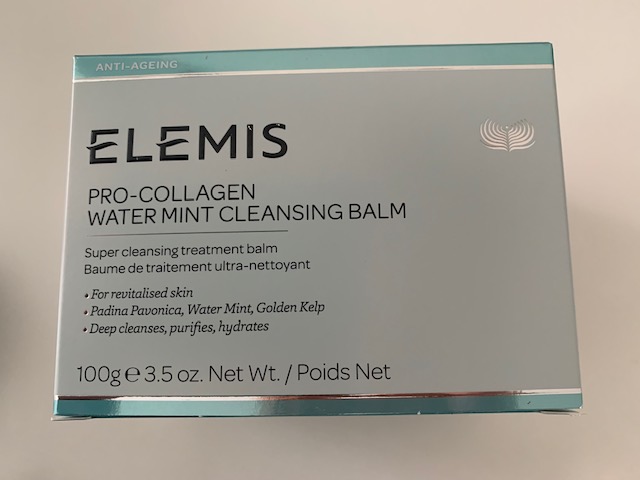 ANTI-AGEING
ELEMIS
PRO-COLLAGEN
WATER MINT CLEANSING BALM
Super cleansing treatment balm
Baume de traitement ultra-nettoyant
• For revitalised skin
• Padina Pavonica, Water Mint, Golden Kelp
• Deep cleanses, purifies, hydrates
100g ℮ 3.5 oz. Net Wt. / Poids Net